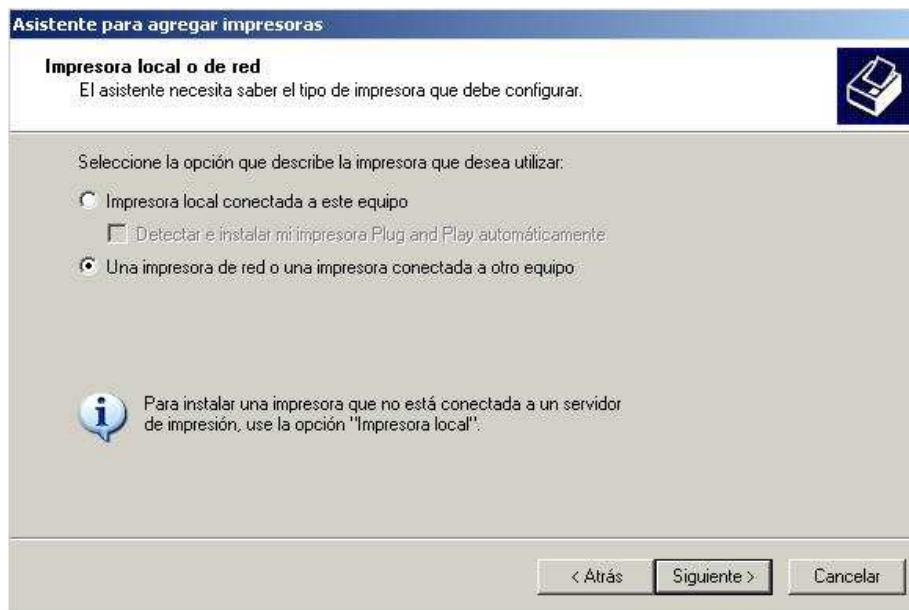 Asistente para agregar impresoras
Impresora local o de red
El asistente necesita saber el tipo de impresora que debe configurar.
Seleccione la opción que describe la impresora que desea utilizar:
Impresora local conectada a este equipo
Detectar e instalar mi impresora Plug and Play automáticamente
Una impresora de red o una impresora conectada a otro equipo
Para instalar una impresora que no está conectada a un servidor
de impresión, use la opción "Impresora local".
< Atrás Siguiente > Cancelar